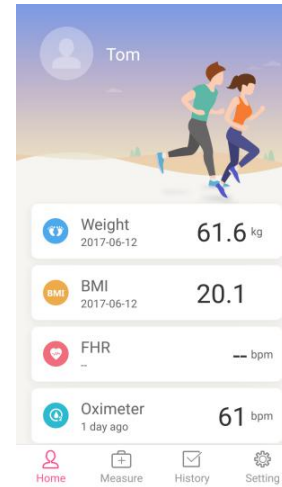 Tom
Weight
2017-06-12
61.6 kg
BMI
BMI
2017-06-12
20.1
FHR
--
-- bpm
Oximeter
1 day ago
61 bpm
Home
Measure
History
Setting